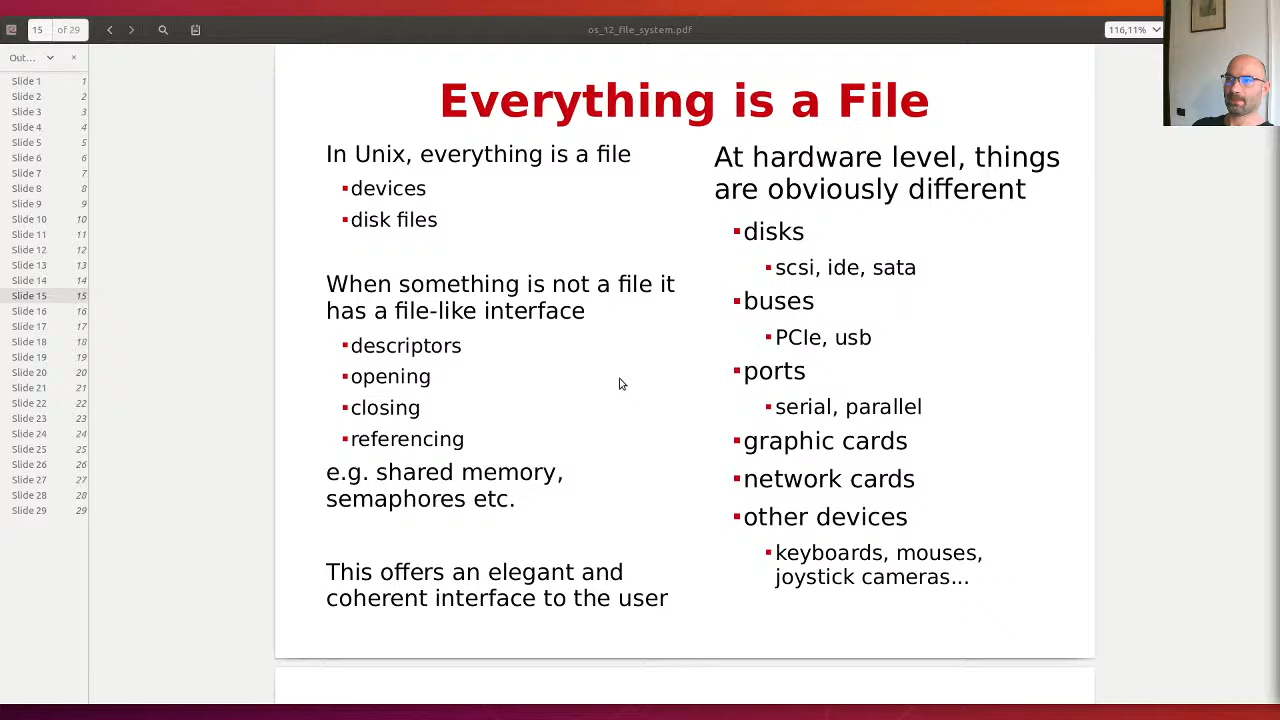 15
of 29
os_12_file_system.pdf
116,11%
Out...
×
Slide 1 1
Slide 2 2
Slide 3 3
Slide 4 4
Slide 5 5
Slide 6 6
Slide 7 7
Slide 8 8
Slide 9 9
Slide 10 10
Slide 11 11
Slide 12 12
Slide 13 13
Slide 14 14
Slide 15 15
Slide 16 16
Slide 17 17
Slide 18 18
Slide 19 19
Slide 20 20
Slide 21 21
Slide 22 22
Slide 23 23
Slide 24 24
Slide 25 25
Slide 26 26
Slide 27 27
Slide 28 28
Slide 29 29
Everything is a File
In Unix, everything is a file
▪devices
▪disk files
When something is not a file it
has a file-like interface
▪descriptors
▪opening
▪closing
▪referencing
e.g. shared memory,
semaphores etc.
This offers an elegant and
coherent interface to the user
At hardware level, things
are obviously different
▪disks
▪scsi, ide, sata
▪buses
▪PCIe, usb
▪ports
▪serial, parallel
▪graphic cards
▪network cards
▪other devices
▪keyboards, mouses,
joystick cameras...